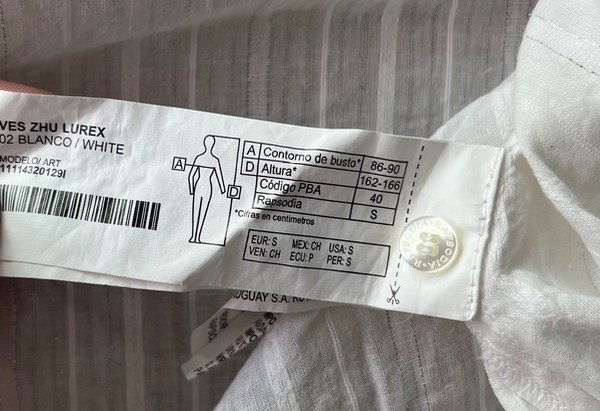 VES ZHU LUREX
02 BLANCO / WHITE
MODELO/ ART
11114320129I
A
D
A Contorno de busto* 86-90
D Altura* 162-166
Código PBA 40
Rapsodia S
*Cifras en centimetros
EUR: S MEX: CH USA: S
VEN: CH ECU: P PER: S
UGUAY S.A.